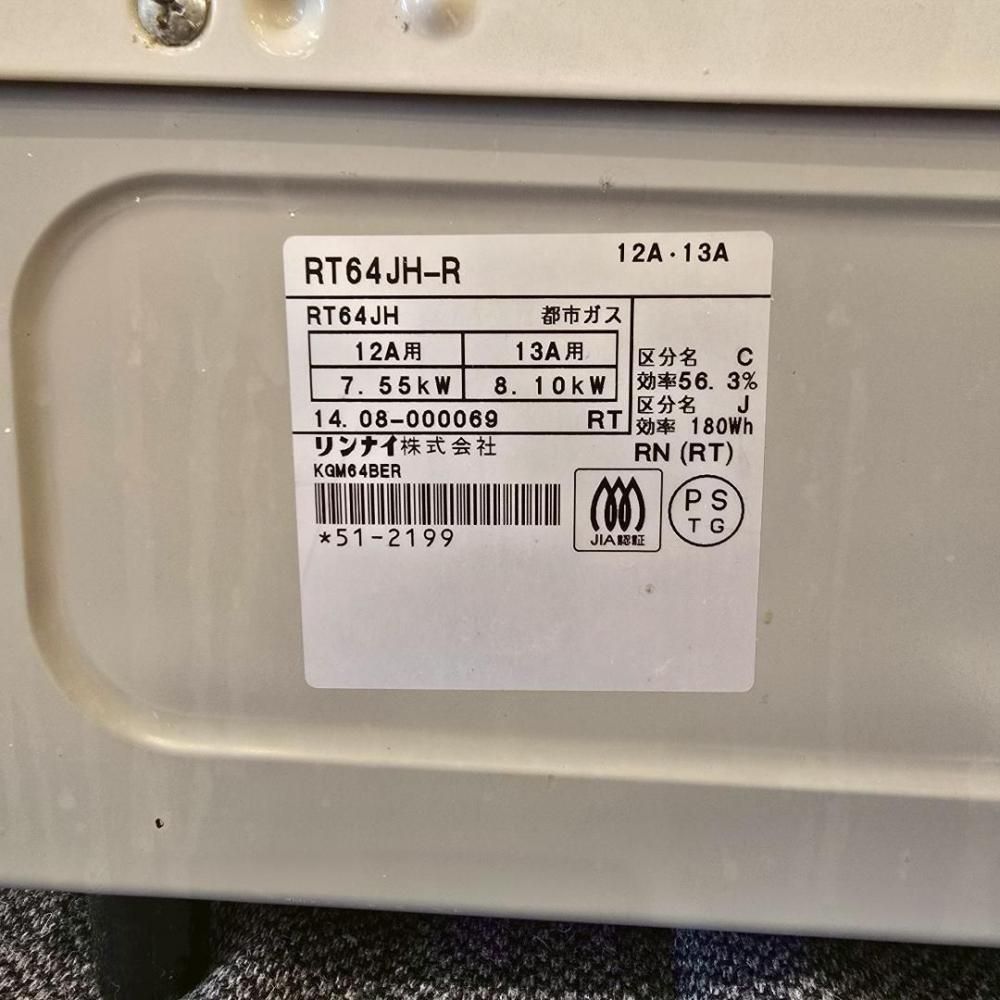 RT64JH-R 12A・13A
RT64JH 都市ガス
12A用 13A用
7.55kW 8.10kW
14.08-000069 RT
区分名 C
効率56.3%
区分名 J
効率 180Wh
リンナイ株式会社
RN (RT)
KGM64BER
*51-2199
JIA認証
PS
TG